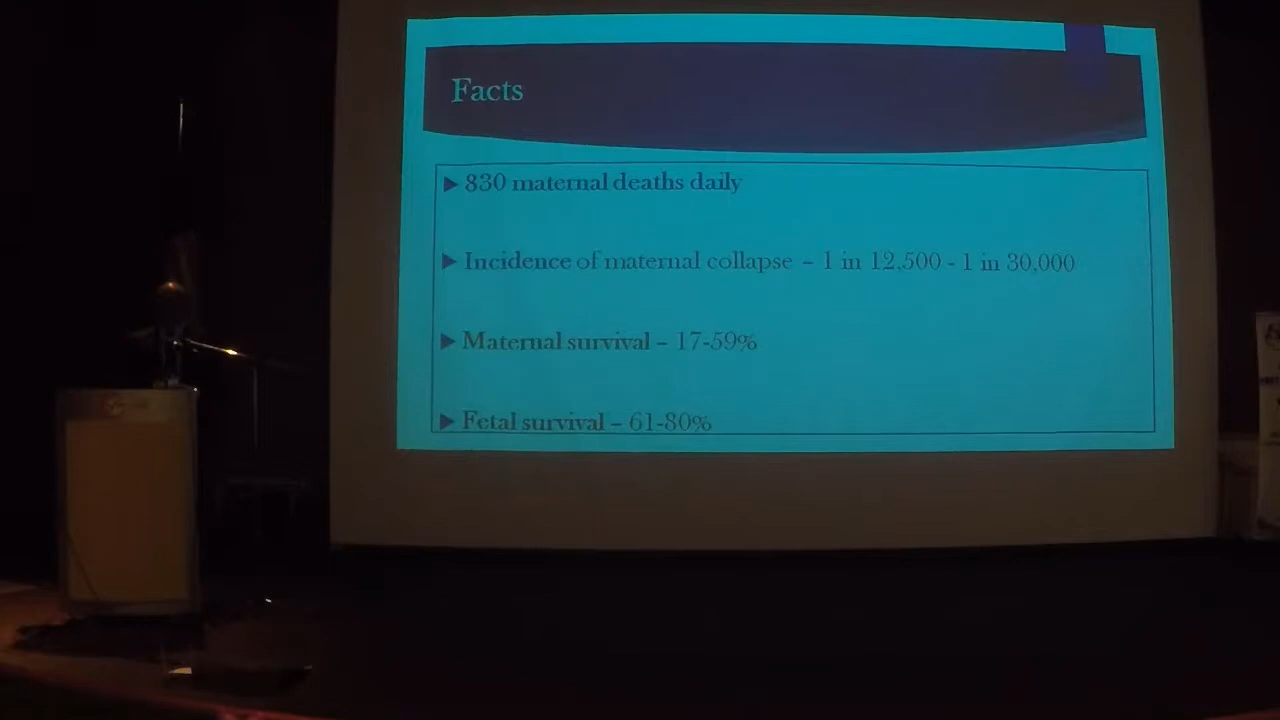 Facts
▶ 830 maternal deaths daily
▶ Incidence of maternal collapse – 1 in 12,500 - 1 in 30,000
▶ Maternal survival – 17-59%
▶ Fetal survival – 61-80%